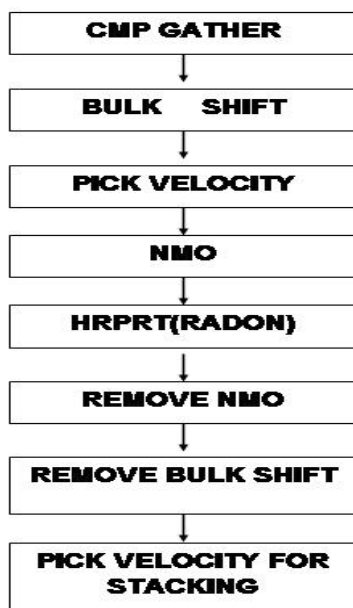 CMP GATHER
BULK SHIFT
PICK VELOCITY
NMO
HRPRT(RADON)
REMOVE NMO
REMOVE BULK SHIFT
PICK VELOCITY FOR
STACKING